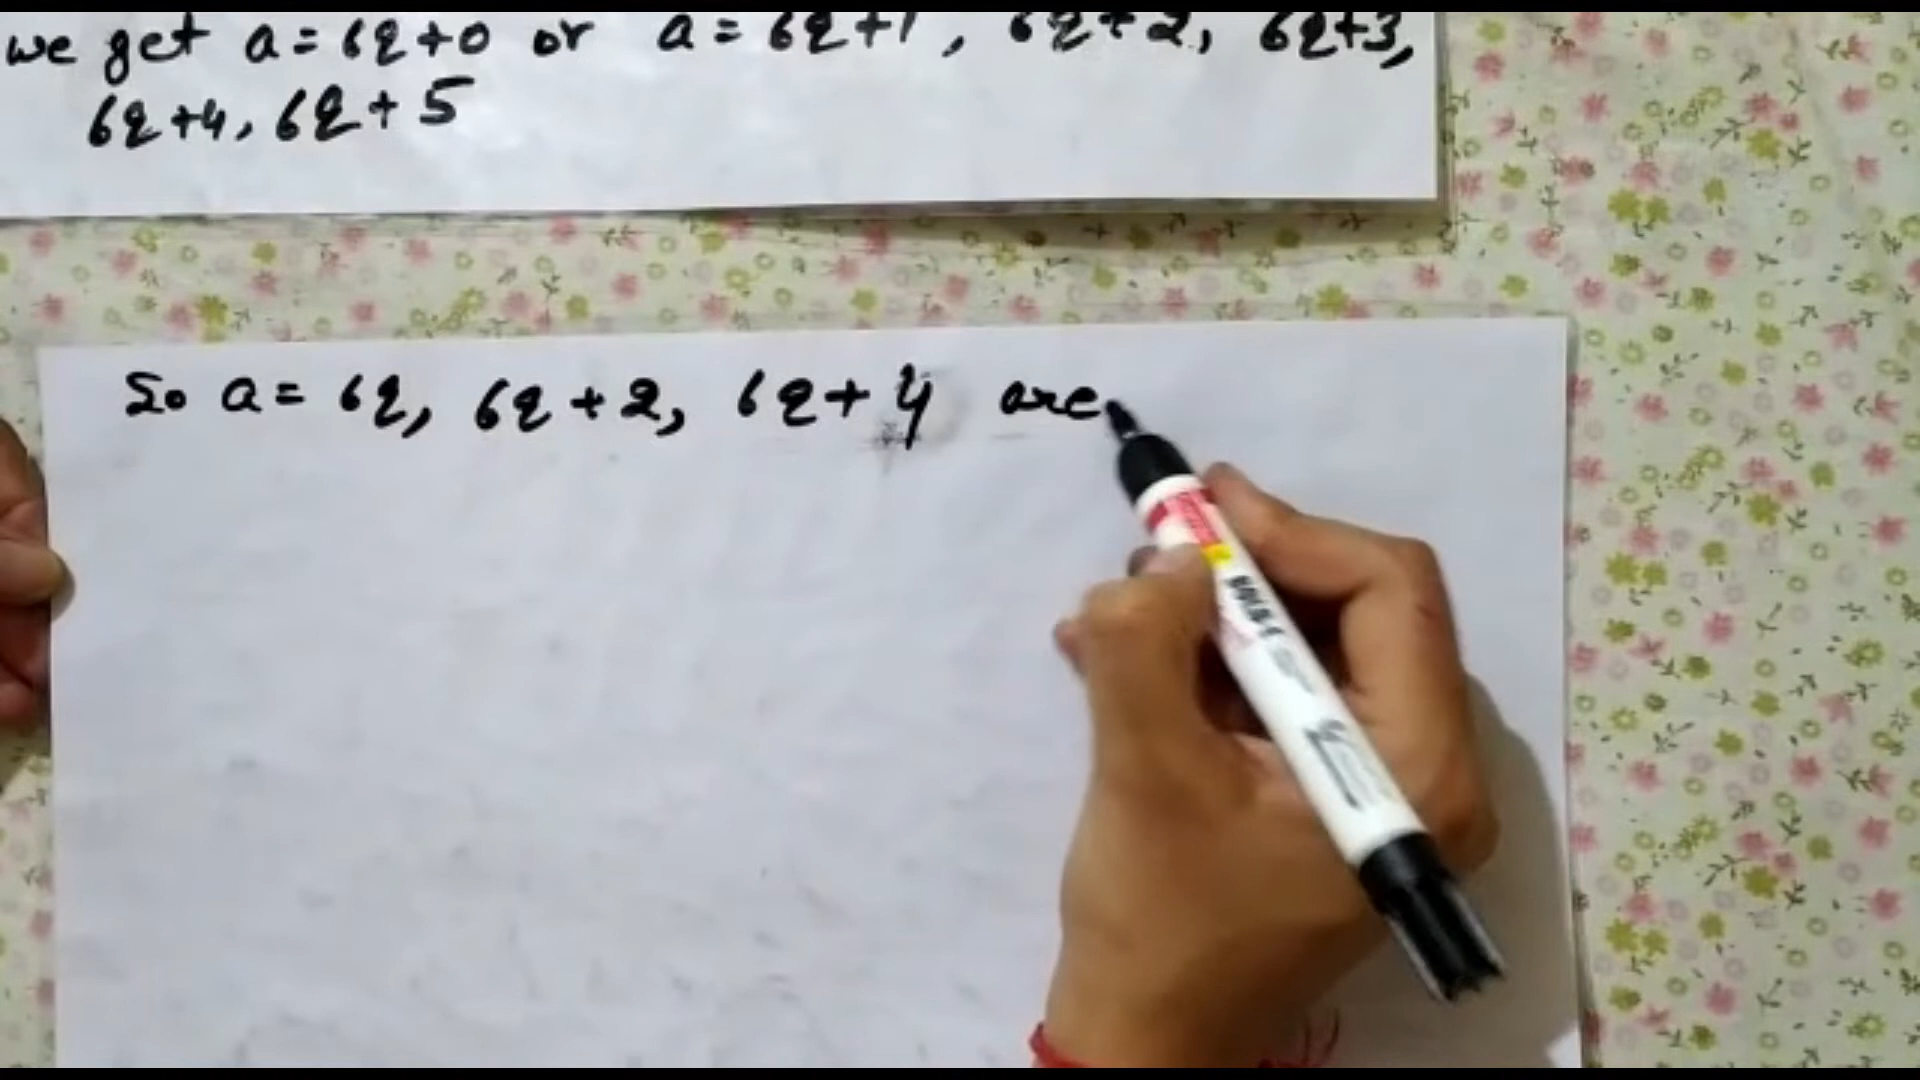 we get a = 6q+0 or a = 6q+1, 6q+2, 6q+3,
6q+4, 6q+5
So a = 6q, 6q+2, 6q+4 are